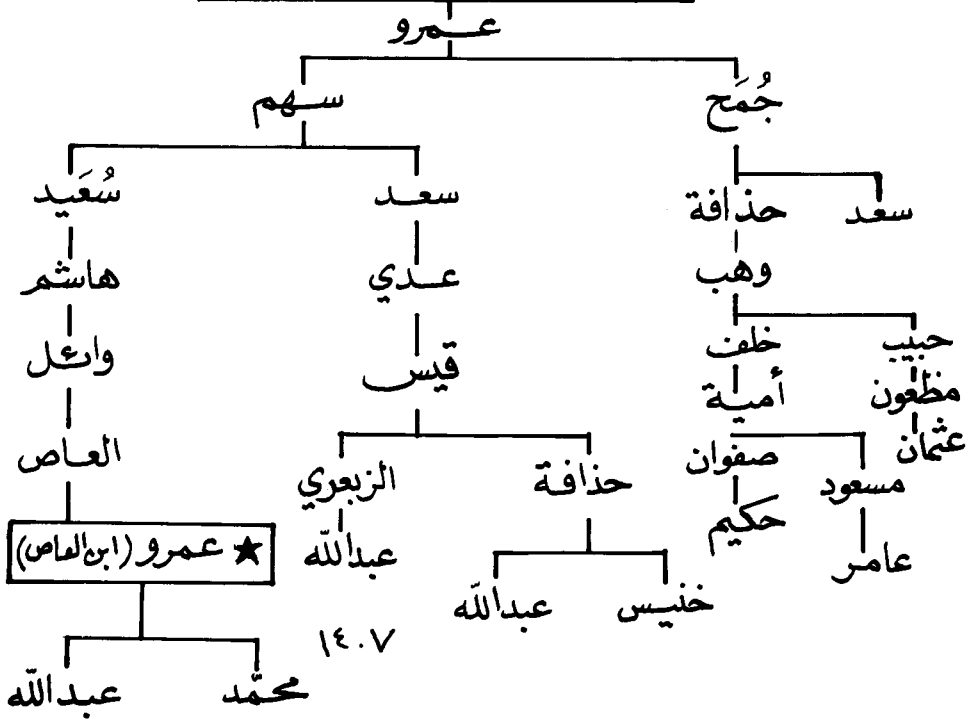 عمرو
جُمَح
سهم
سعد
حذافة
سعد
سُعَيد
وهب
عدي
هاشم
حبيب
خلف
قيس
وائل
مظعون
أمية
عثمان
صفوان
مسعود
حذافة
الزبعري
العاص
حكيم
عامر
عبدالله
★ عمرو (ابن العاص)
خنيس
عبدالله
١٤٠٧
محمّد
عبدالله